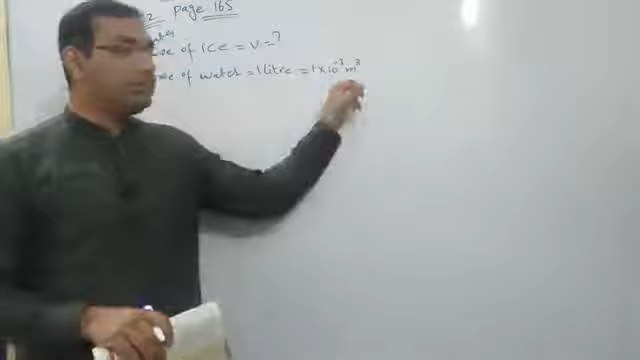 2 page 165
of ICE = V = ?
of water = 1 litre = 1 × 10⁻³ m³